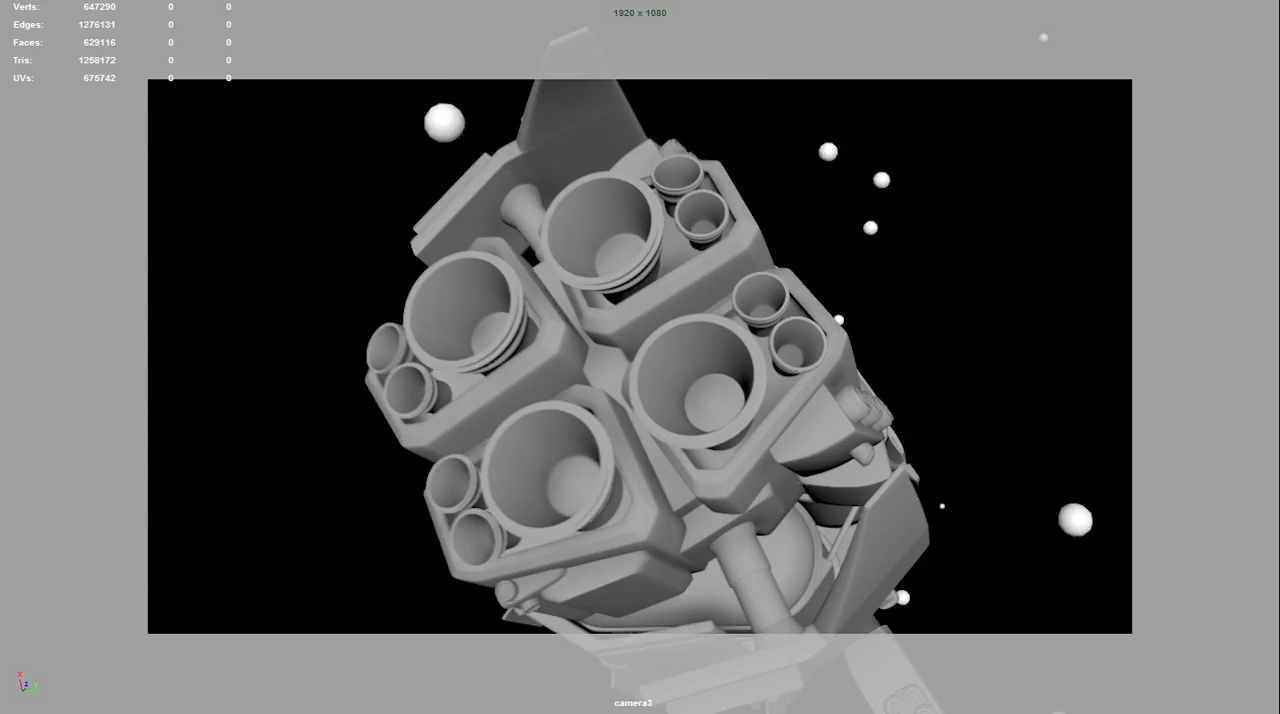 Verts: 647290 0 0
Edges: 1276131 0 0
Faces: 629116 0 0
Tris: 1258172 0 0
UVs: 675742 0 0
1920 x 1080
camera3